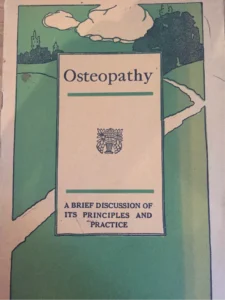 Osteopathy
A BRIEF DISCUSSION OF
ITS PRINCIPLES AND
PRACTICE